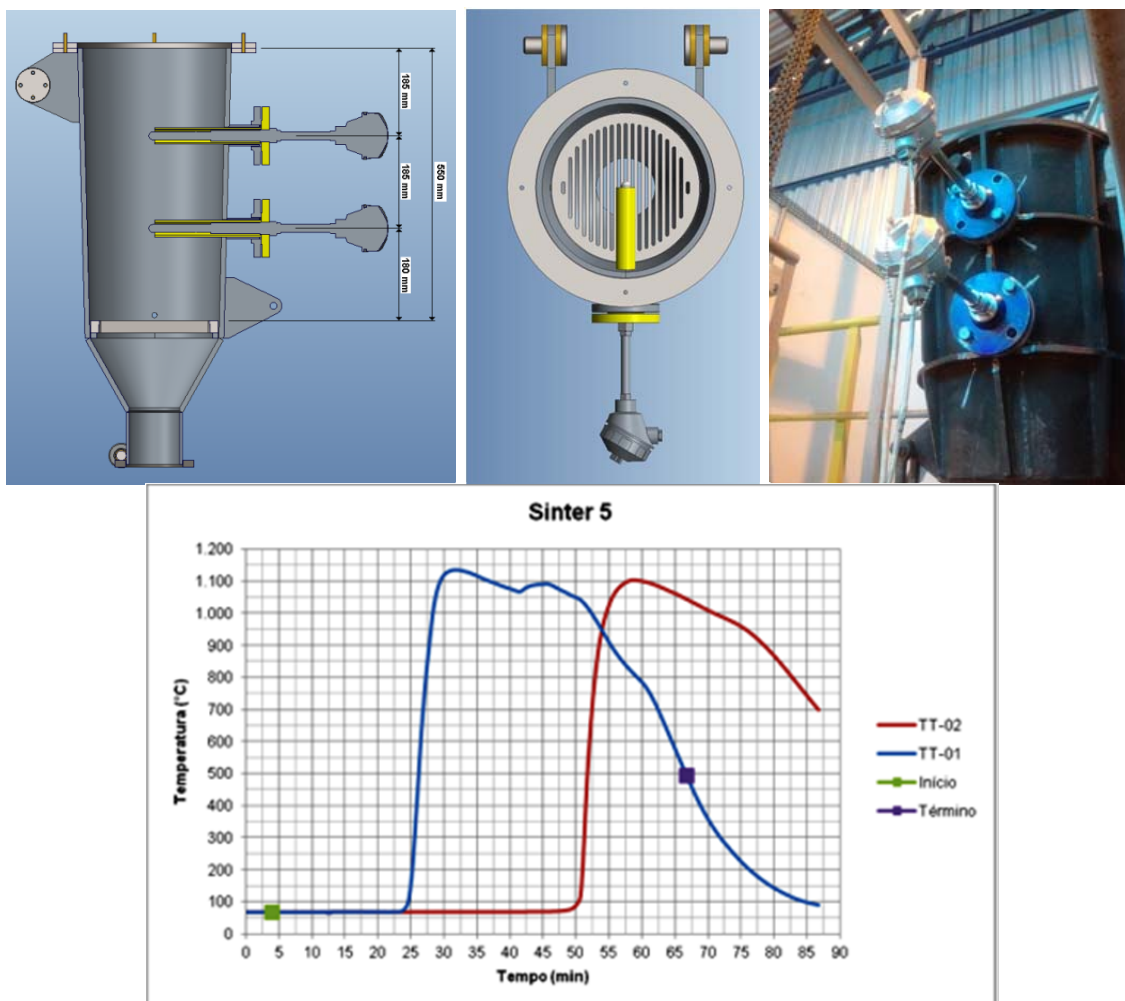 185 mm
185 mm
180 mm
550 mm
Sinter 5
Temperatura (°C)
1.200
1.100
1.000
900
800
700
600
500
400
300
200
100
0
0 5 10 15 20 25 30 35 40 45 50 55 60 65 70 75 80 85 90
Tempo (min)
TT-02
TT-01
Início
Término